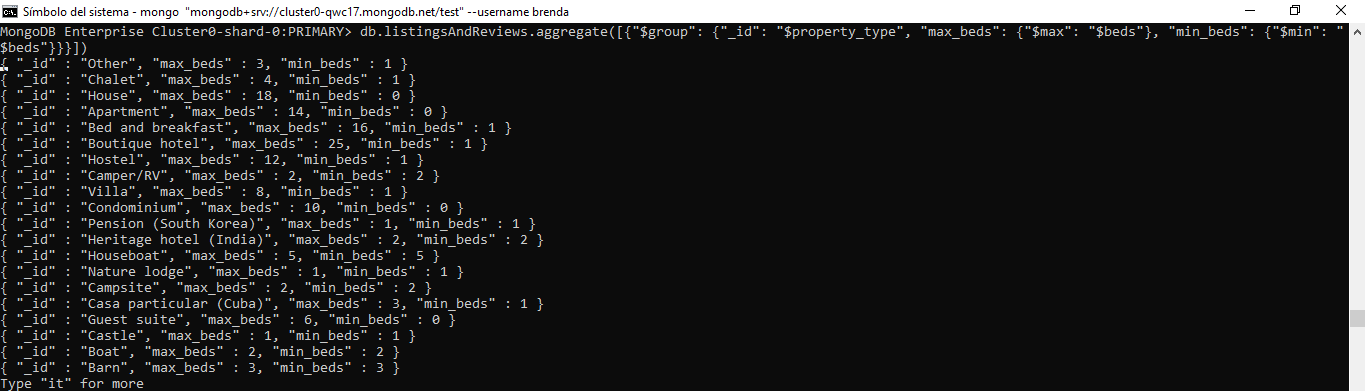 Símbolo del sistema - mongo "mongodb+srv://cluster0-qwc17.mongodb.net/test" --username brenda
MongoDB Enterprise Cluster0-shard-0:PRIMARY> db.listingsAndReviews.aggregate([{"$group": {"_id": "$property_type", "max_beds": {"$max": "$beds"}, "min_beds": {"$min": "
$beds"}}}])
{ "_id" : "Other", "max_beds" : 3, "min_beds" : 1 }
{ "_id" : "Chalet", "max_beds" : 4, "min_beds" : 1 }
{ "_id" : "House", "max_beds" : 18, "min_beds" : 0 }
{ "_id" : "Apartment", "max_beds" : 14, "min_beds" : 0 }
{ "_id" : "Bed and breakfast", "max_beds" : 16, "min_beds" : 1 }
{ "_id" : "Boutique hotel", "max_beds" : 25, "min_beds" : 1 }
{ "_id" : "Hostel", "max_beds" : 12, "min_beds" : 1 }
{ "_id" : "Camper/RV", "max_beds" : 2, "min_beds" : 2 }
{ "_id" : "Villa", "max_beds" : 8, "min_beds" : 1 }
{ "_id" : "Condominium", "max_beds" : 10, "min_beds" : 0 }
{ "_id" : "Pension (South Korea)", "max_beds" : 1, "min_beds" : 1 }
{ "_id" : "Heritage hotel (India)", "max_beds" : 2, "min_beds" : 2 }
{ "_id" : "Houseboat", "max_beds" : 5, "min_beds" : 5 }
{ "_id" : "Nature lodge", "max_beds" : 1, "min_beds" : 1 }
{ "_id" : "Campsite", "max_beds" : 2, "min_beds" : 2 }
{ "_id" : "Casa particular (Cuba)", "max_beds" : 3, "min_beds" : 1 }
{ "_id" : "Guest suite", "max_beds" : 6, "min_beds" : 0 }
{ "_id" : "Castle", "max_beds" : 1, "min_beds" : 1 }
{ "_id" : "Boat", "max_beds" : 2, "min_beds" : 2 }
{ "_id" : "Barn", "max_beds" : 3, "min_beds" : 3 }
Type "it" for more